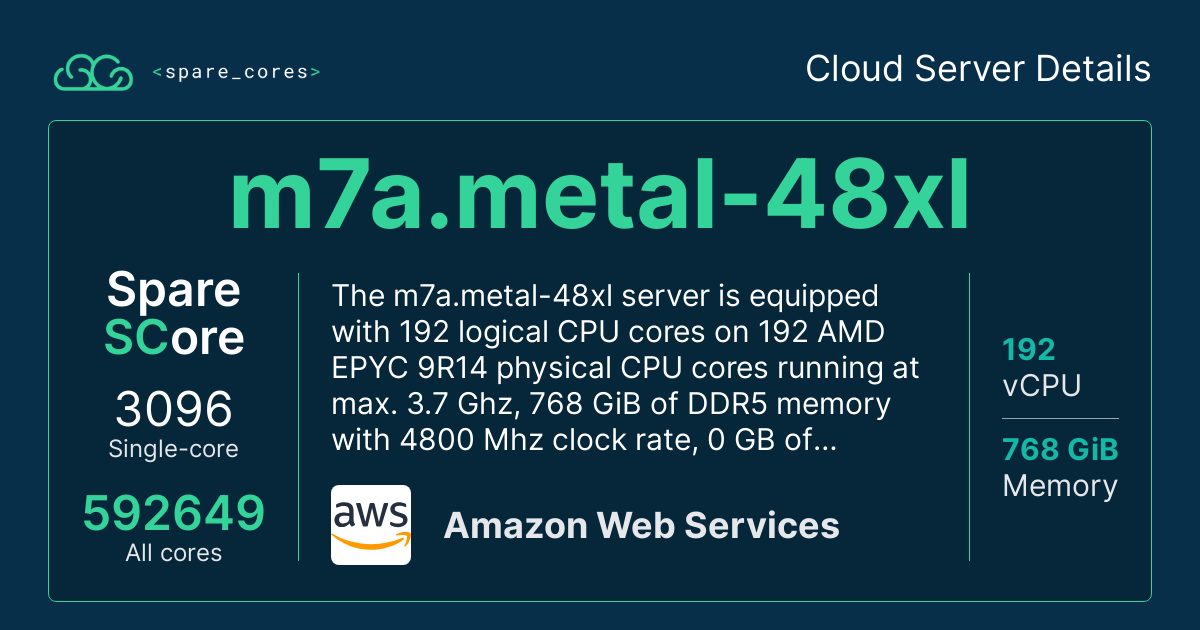 <spare_cores>
Cloud Server Details
m7a.metal-48xl
Spare
SCore
3096
Single-core
592649
All cores
The m7a.metal-48xl server is equipped
with 192 logical CPU cores on 192 AMD
EPYC 9R14 physical CPU cores running at
max. 3.7 Ghz, 768 GiB of DDR5 memory
with 4800 Mhz clock rate, 0 GB of...
aws
Amazon Web Services
192
vCPU
768 GiB
Memory